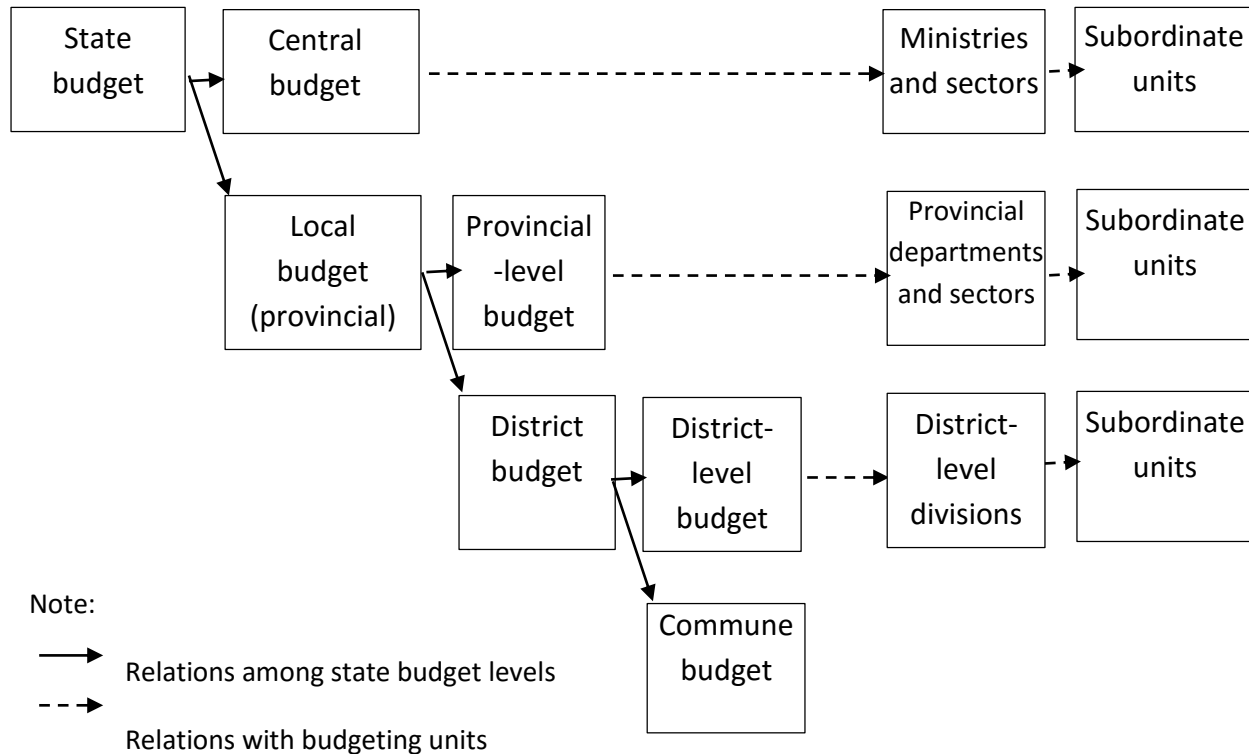 State
budget
Central
budget
Ministries
and sectors
Subordinate
units
Local
budget
(provincial)
Provincial
-level
budget
Provincial
departments
and sectors
Subordinate
units
District
budget
District-
level
budget
District-
level
divisions
Subordinate
units
Commune
budget
Note:
Relations among state budget levels
Relations with budgeting units